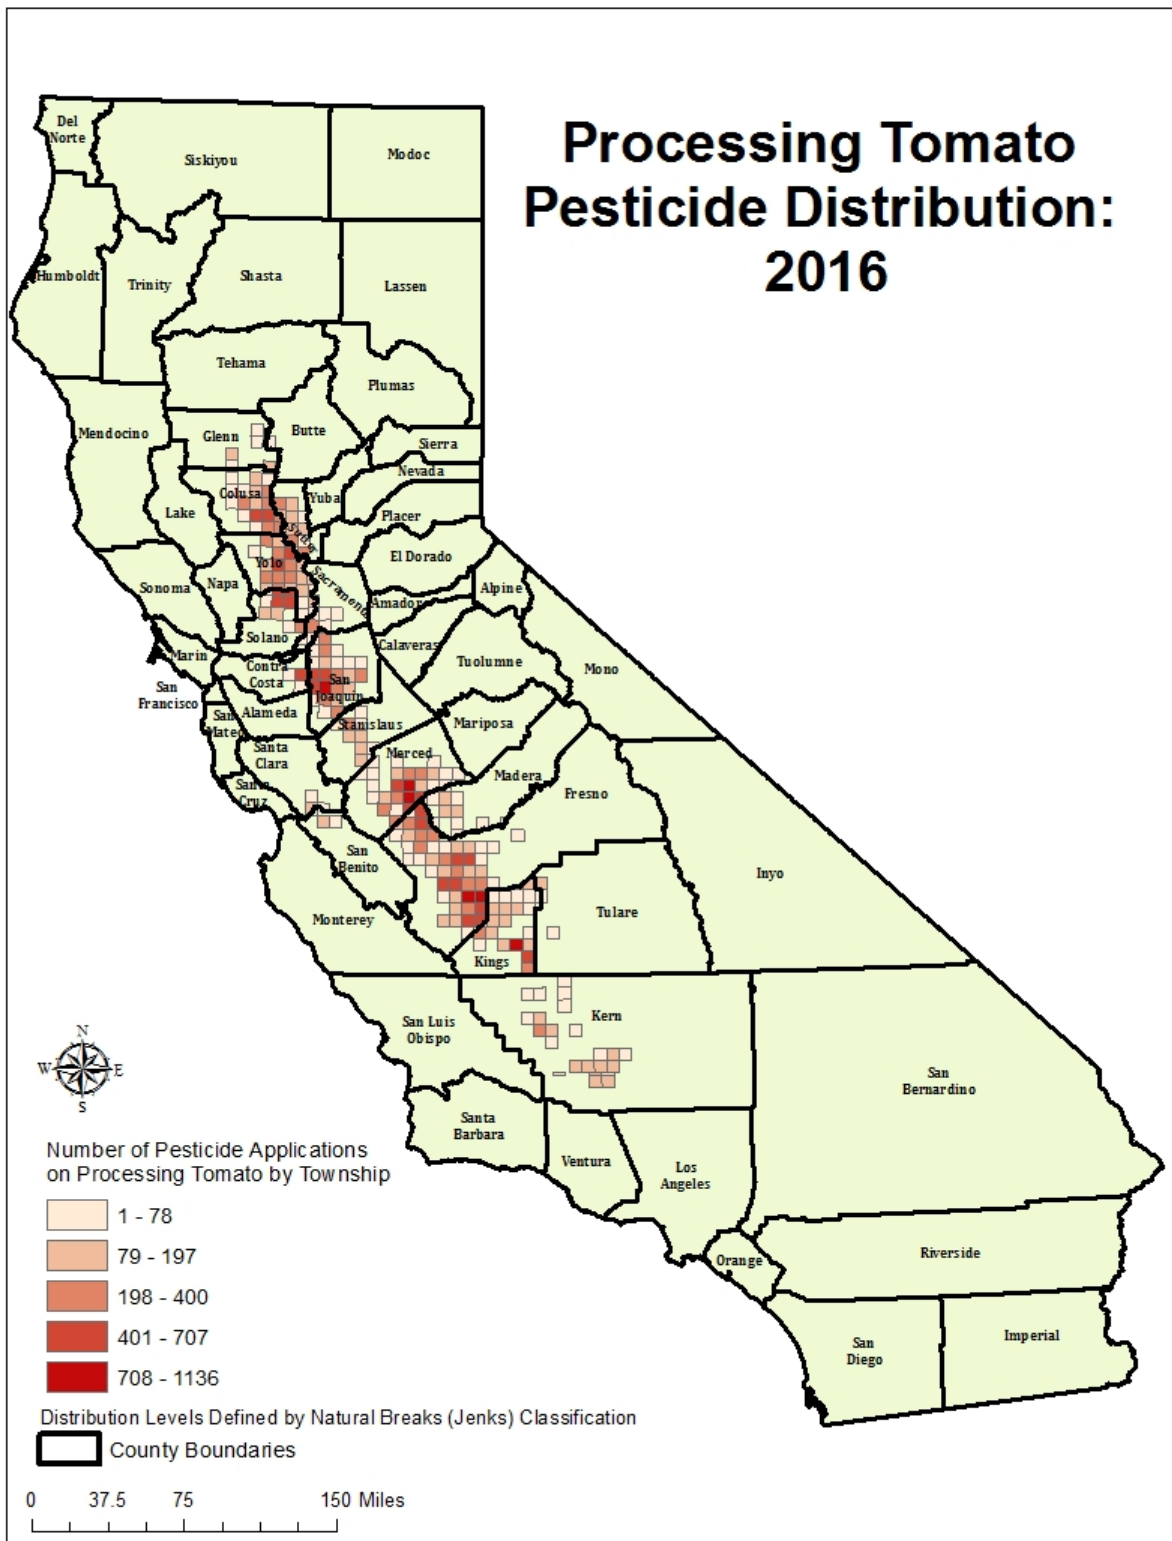 Processing Tomato
Pesticide Distribution:
2016
Del
Norte
Siskiyou
Modoc
Humboldt
Trinity
Shasta
Lassen
Tehama
Plumas
Mendocino
Glenn
Butte
Sierra
Nevada
Colusa
Yuba
Lake
Placer
Sutter
El Dorado
Yolo
Sonoma
Napa
Sacramento
Amador
Alpine
Solano
Calaveras
Marin
Contra
Costa
Tuolumne
Mono
San
Francisco
San
Joaquin
Alameda
San
Mateo
Stanislaus
Mariposa
Santa
Clara
Merced
Madera
Santa
Cruz
Fresno
San
Benito
Inyo
Monterey
Tulare
Kings
San Luis
Obispo
Kern
San
Bernardino
Santa
Barbara
Ventura
Los
Angeles
Orange
Riverside
San
Diego
Imperial
N
W E
S
Number of Pesticide Applications
on Processing Tomato by Township
1 - 78
79 - 197
198 - 400
401 - 707
708 - 1136
Distribution Levels Defined by Natural Breaks (Jenks) Classification
County Boundaries
0 37.5 75 150 Miles